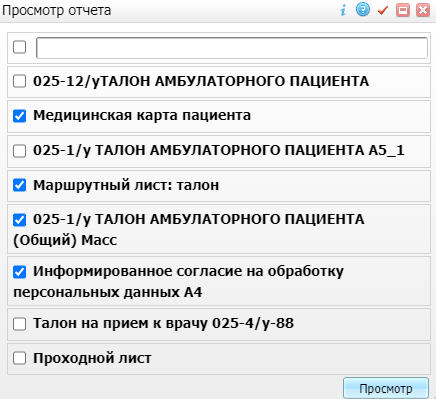 Просмотр отчета
025-12/уТАЛОН АМБУЛАТОРНОГО ПАЦИЕНТА
Медицинская карта пациента
025-1/у ТАЛОН АМБУЛАТОРНОГО ПАЦИЕНТА А5_1
Маршрутный лист: талон
025-1/у ТАЛОН АМБУЛАТОРНОГО ПАЦИЕНТА
(Общий) Масс
Информированное согласие на обработку
персональных данных А4
Талон на прием к врачу 025-4/у-88
Проходной лист
Просмотр